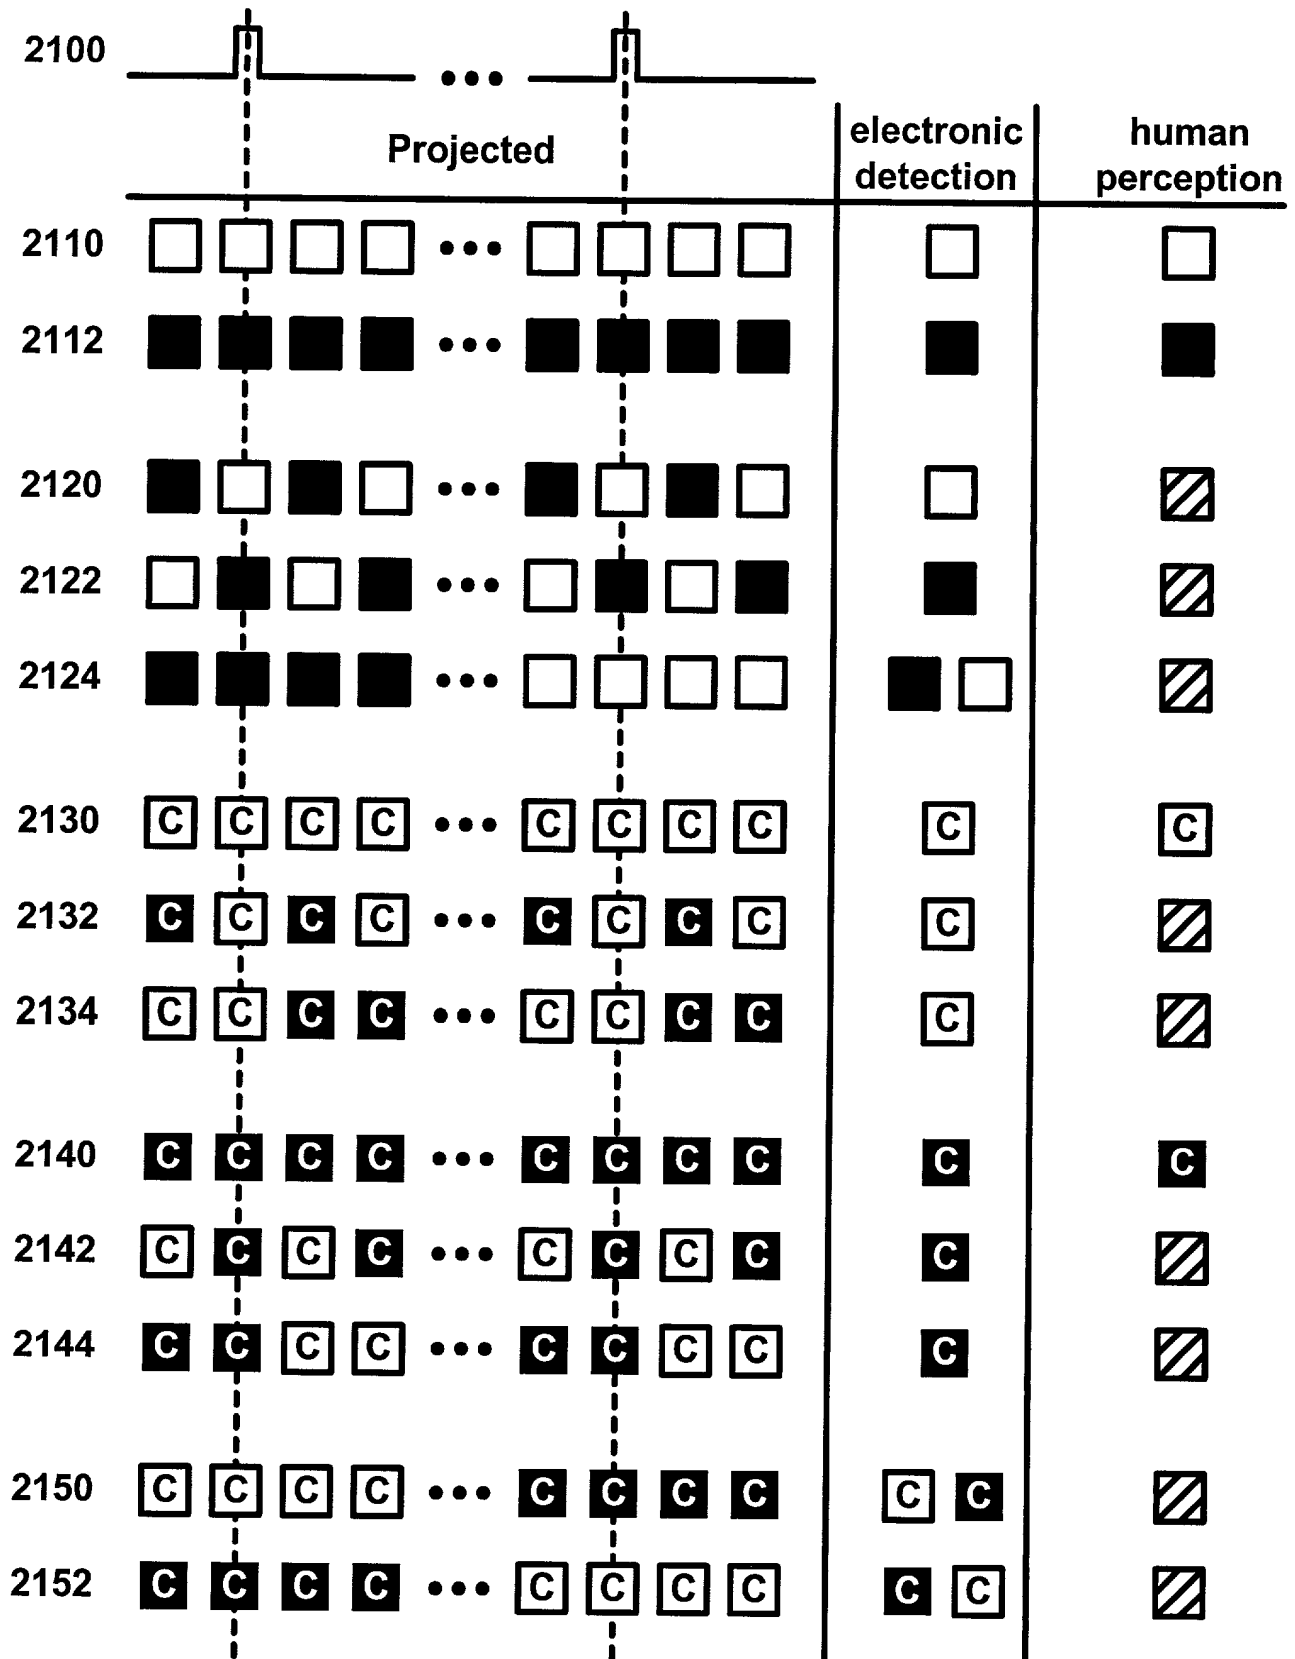 2100
Projected
electronic
detection
human
perception
2110
2112
2120
2122
2124
2130 C C C C ••• C C C C C C
2132 C C C C ••• C C C C C
2134 C C C C ••• C C C C C
2140 C C C C ••• C C C C C C
2142 C C C C ••• C C C C C
2144 C C C C ••• C C C C C
2150 C C C C ••• C C C C C C
2152 C C C C ••• C C C C C C